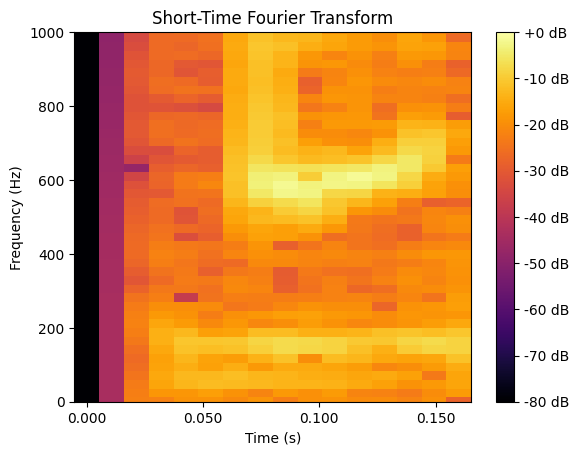 Short-Time Fourier Transform
1000
800
600
400
200
0
Frequency (Hz)
0.000
0.050
0.100
0.150
Time (s)
+0 dB
-10 dB
-20 dB
-30 dB
-40 dB
-50 dB
-60 dB
-70 dB
-80 dB